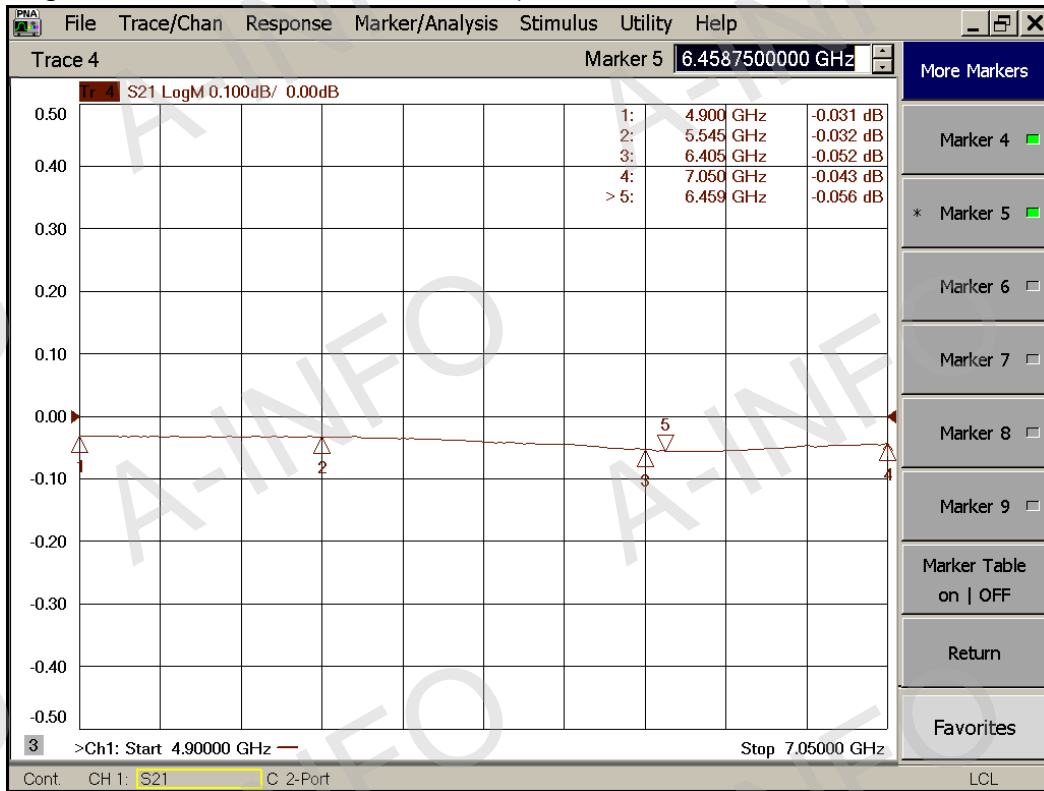 PNA File Trace/Chan Response Marker/Analysis Stimulus Utility Help
Trace 4 Marker 5 6.4587500000 GHz
Tr 4 S21 LogM 0.100dB/ 0.00dB
1: 4.900 GHz -0.031 dB
2: 5.545 GHz -0.032 dB
3: 6.405 GHz -0.052 dB
4: 7.050 GHz -0.043 dB
> 5: 6.459 GHz -0.056 dB
0.50
0.40
0.30
0.20
0.10
0.00
-0.10
-0.20
-0.30
-0.40
-0.50
1
2
3
5
4
3 >Ch1: Start 4.90000 GHz — Stop 7.05000 GHz
Cont. CH 1: S21 C 2-Port LCL
More Markers
Marker 4
* Marker 5
Marker 6
Marker 7
Marker 8
Marker 9
Marker Table
on | OFF
Return
Favorites
A-INFO
A-INFO
A-INFO
A-INFO
A-INFO
A-INFO